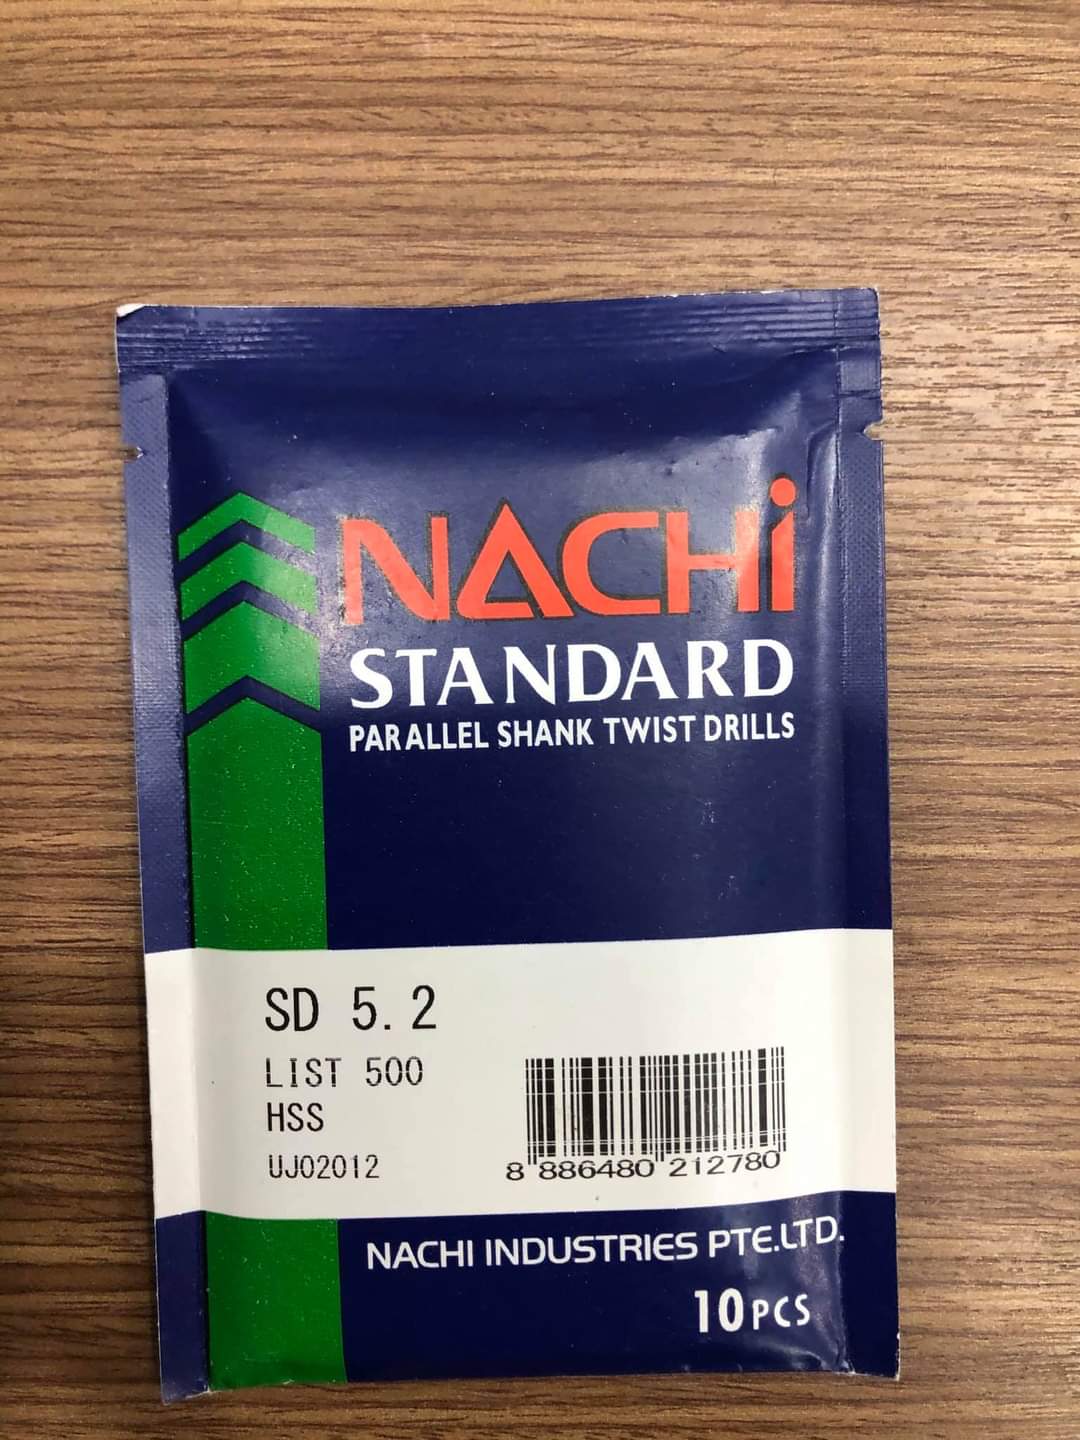 NACHi
STANDARD
PARALLEL SHANK TWIST DRILLS
SD 5.2
LIST 500
HSS
UJ02012
8 886480 212780
NACHI INDUSTRIES PTE.LTD.
10PCS